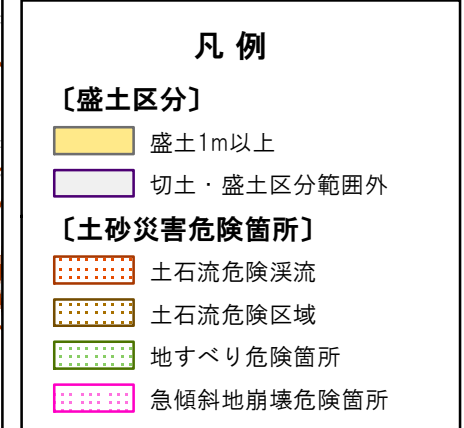 凡 例
〔盛土区分〕
盛土1m以上
切土・盛土区分範囲外
〔土砂災害危険箇所〕
土石流危険渓流
土石流危険区域
地すべり危険箇所
急傾斜地崩壊危険箇所